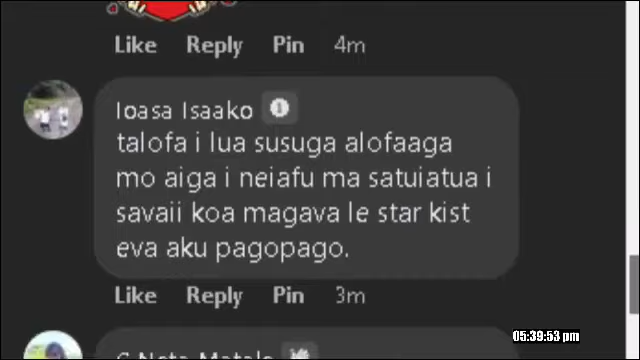 Like Reply Pin 4m
Ioasa Isaako
talofa i lua susuga alofaaga
mo aiga i neiafu ma satuiatua i
savaii koa magava le star kist
eva aku pagopago.
Like Reply Pin 3m
05:39:53 pm